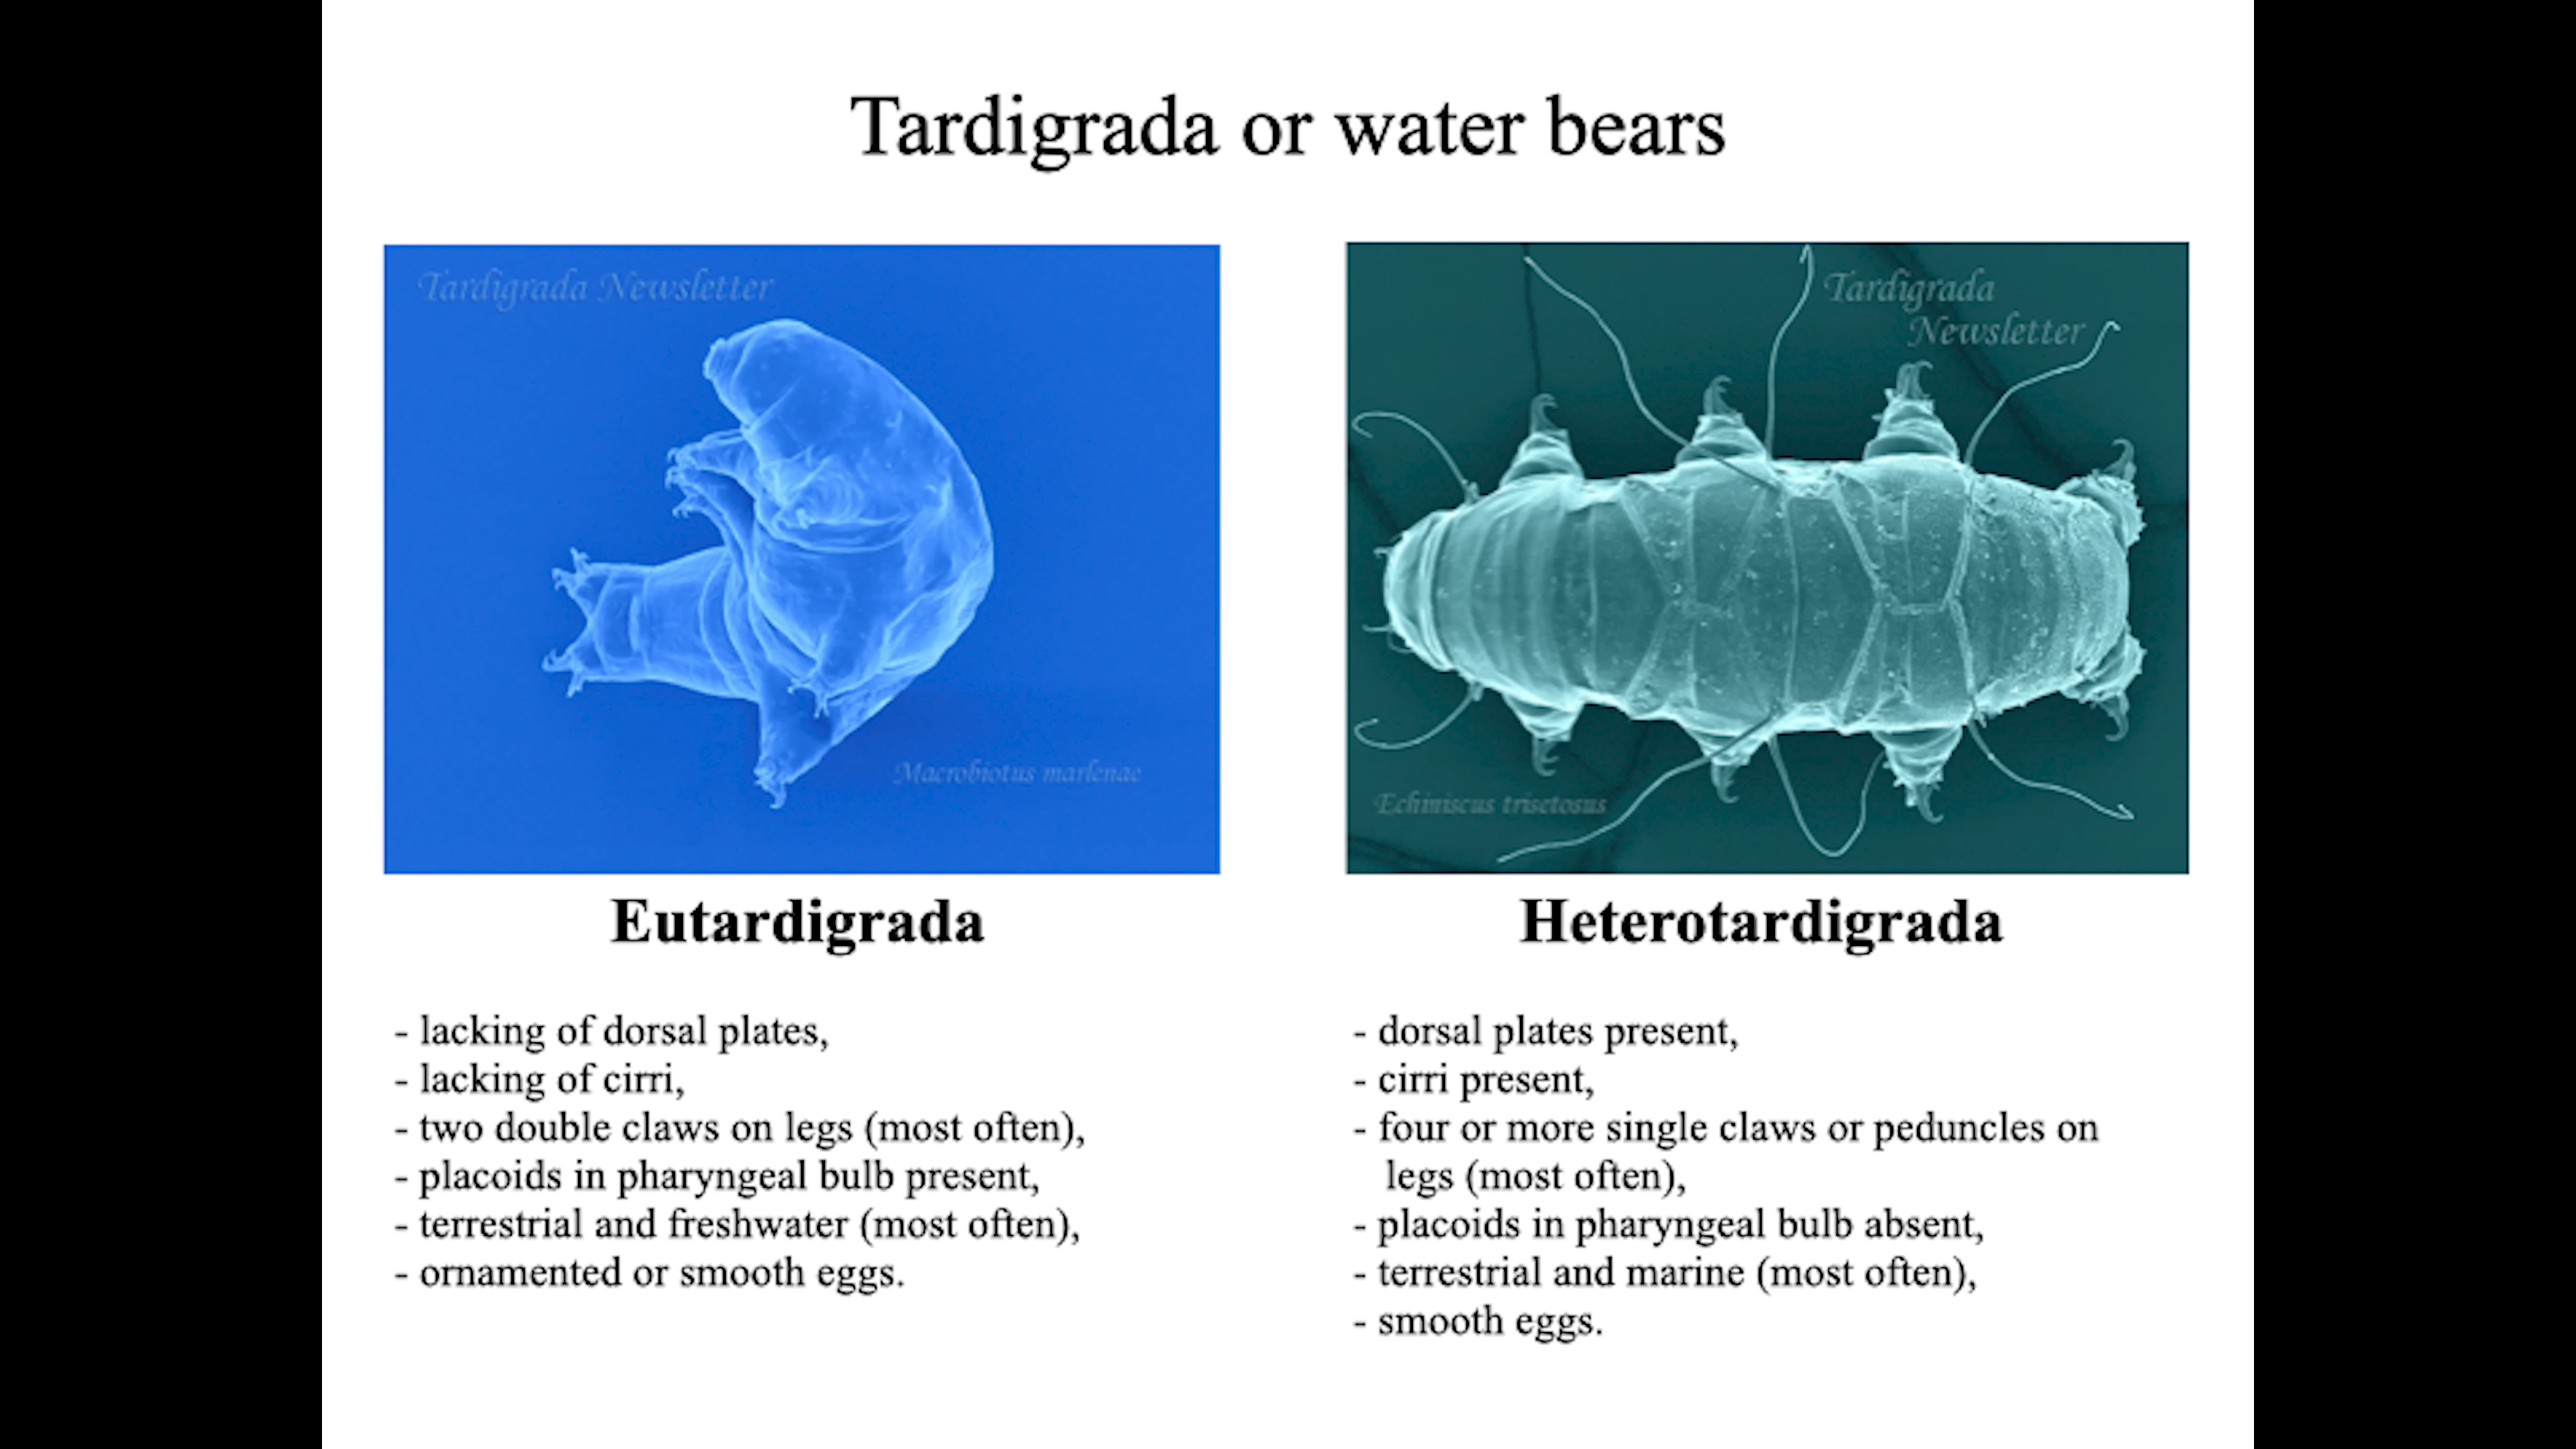 Tardigrada or water bears
Tardigrada Newsletter
Macrobiotus marlenae
Tardigrada
Newsletter
Echiniscus trisetosus
Eutardigrada
- lacking of dorsal plates,
- lacking of cirri,
- two double claws on legs (most often),
- placoids in pharyngeal bulb present,
- terrestrial and freshwater (most often),
- ornamented or smooth eggs.
Heterotardigrada
- dorsal plates present,
- cirri present,
- four or more single claws or peduncles on
legs (most often),
- placoids in pharyngeal bulb absent,
- terrestrial and marine (most often),
- smooth eggs.